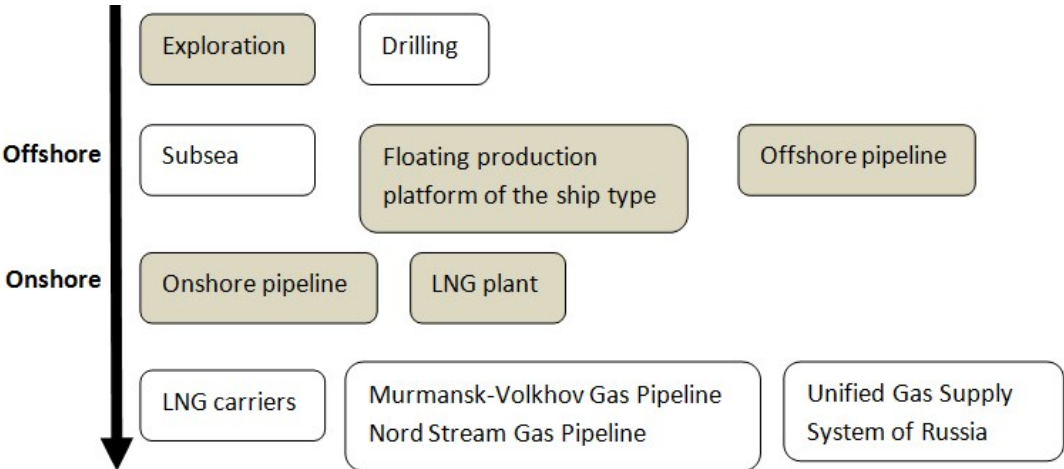 Exploration
Drilling
Offshore
Subsea
Floating production
platform of the ship type
Offshore pipeline
Onshore
Onshore pipeline
LNG plant
LNG carriers
Murmansk-Volkhov Gas Pipeline
Nord Stream Gas Pipeline
Unified Gas Supply
System of Russia